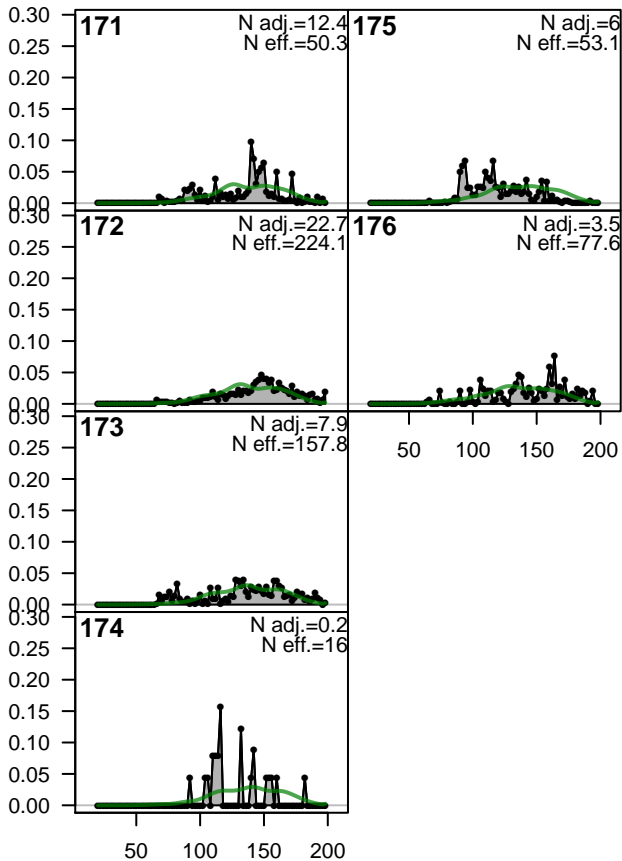 171
N adj.=12.4
N eff.=50.3
0.30
0.25
0.20
0.15
0.10
0.05
0.00
175
N adj.=6
N eff.=53.1
172
N adj.=22.7
N eff.=224.1
0.30
0.25
0.20
0.15
0.10
0.05
0.00
176
N adj.=3.5
N eff.=77.6
50 100 150 200
173
N adj.=7.9
N eff.=157.8
0.30
0.25
0.20
0.15
0.10
0.05
0.00
174
N adj.=0.2
N eff.=16
0.30
0.25
0.20
0.15
0.10
0.05
0.00
50 100 150 200